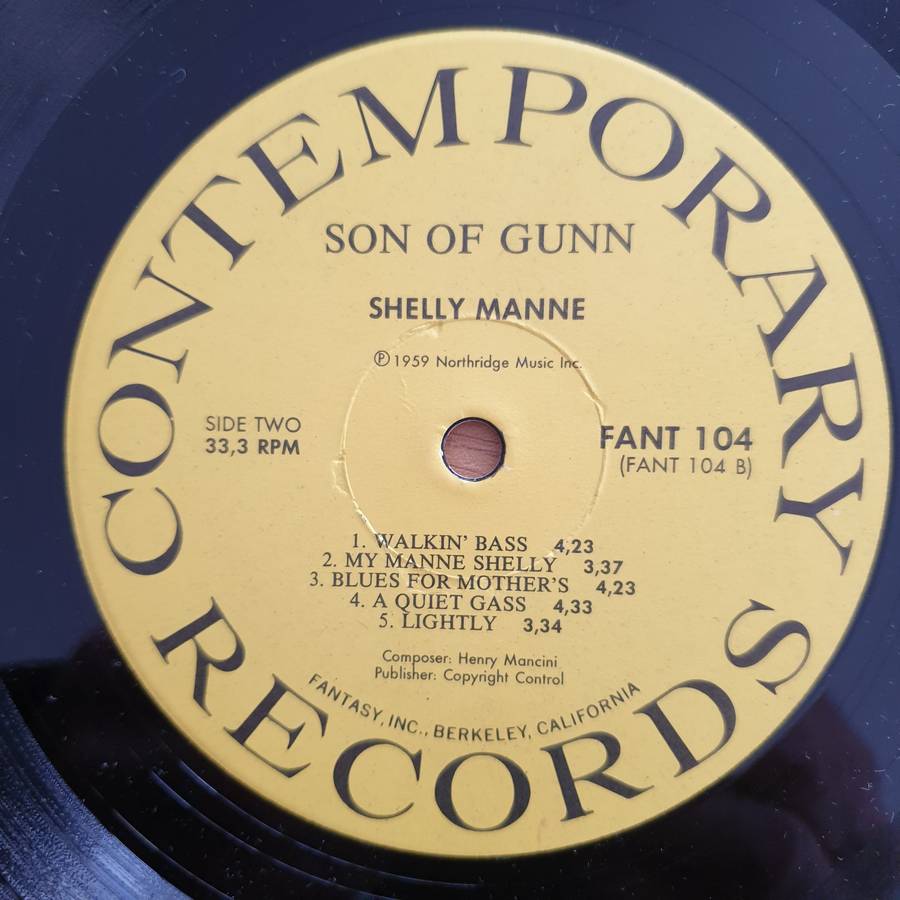 CONTEMPORARY
SON OF GUNN
SHELLY MANNE
℗ 1959 Northridge Music Inc.
SIDE TWO
33,3 RPM
FANT 104
(FANT 104 B)
1. WALKIN' BASS 4,23
2. MY MANNE SHELLY 3,37
3. BLUES FOR MOTHER'S 4,23
4. A QUIET GASS 4,33
5. LIGHTLY 3,34
Composer: Henry Mancini
Publisher: Copyright Control
FANTASY, INC., BERKELEY, CALIFORNIA
RECORDS